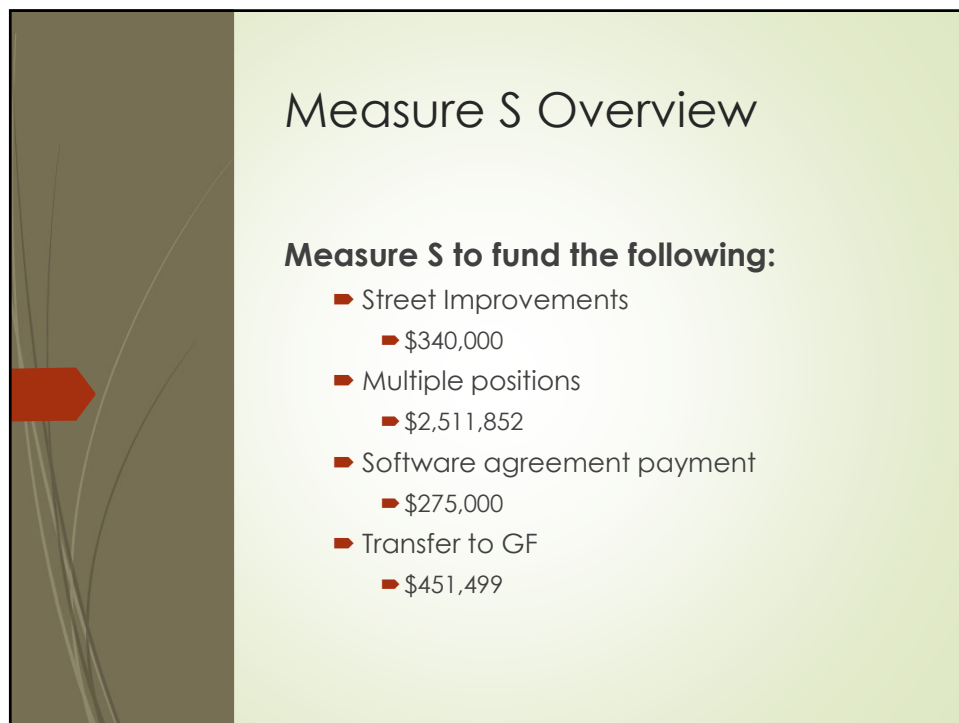 Measure S Overview
Measure S to fund the following:
Street Improvements
$340,000
Multiple positions
$2,511,852
Software agreement payment
$275,000
Transfer to GF
$451,499